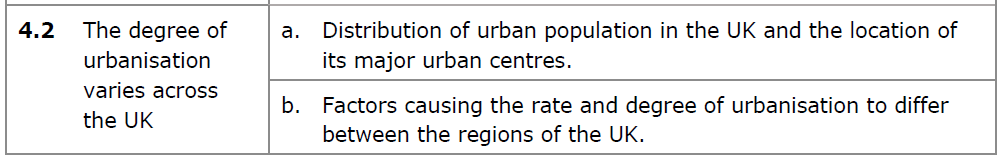 4.2 The degree of
urbanisation
varies across
the UK
a. Distribution of urban population in the UK and the location of
its major urban centres.
b. Factors causing the rate and degree of urbanisation to differ
between the regions of the UK.